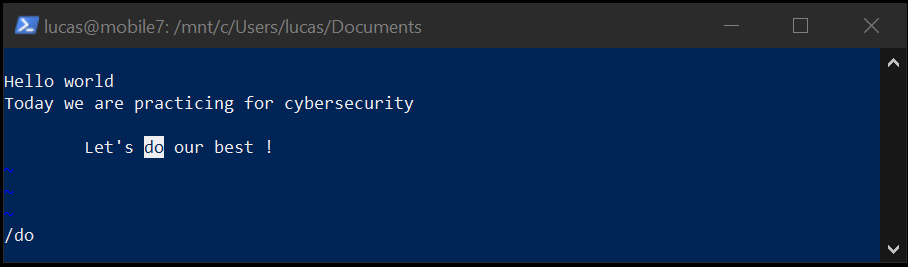 lucas@mobile7: /mnt/c/Users/lucas/Documents
Hello world
Today we are practicing for cybersecurity
Let's do our best !
~
~
~
/do